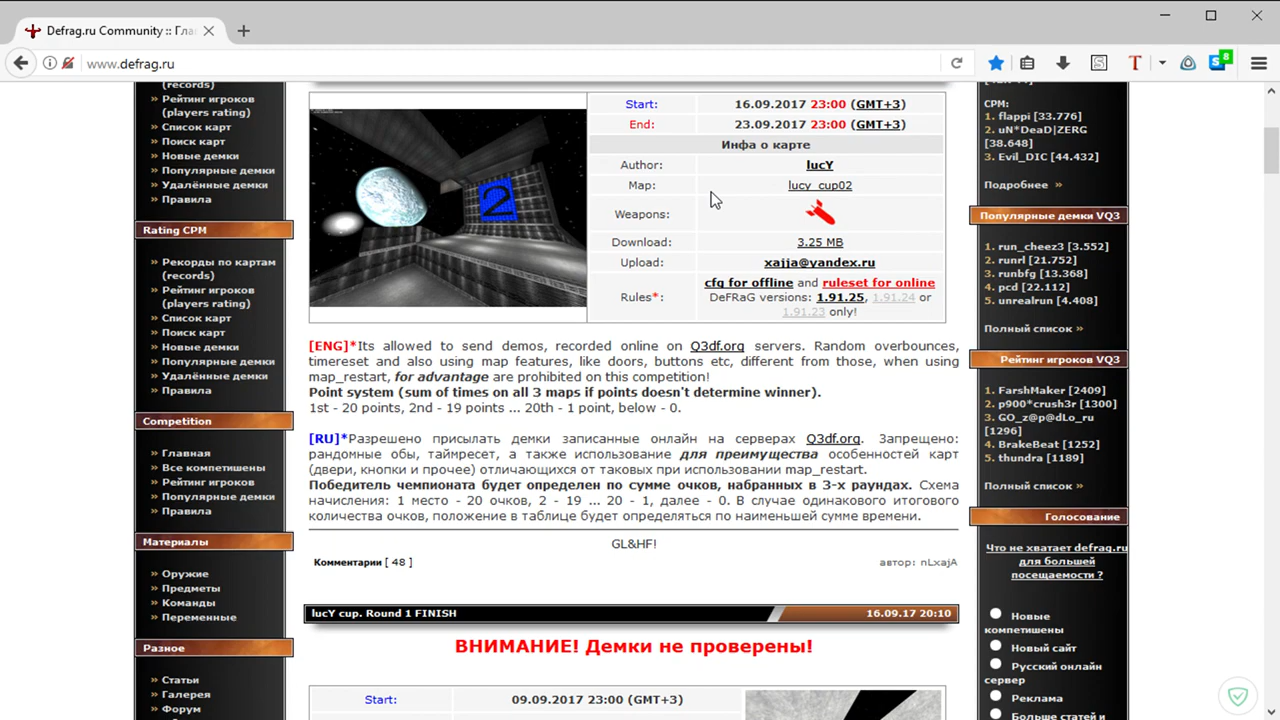 Defrag.ru Community :: Гла
www.defrag.ru
8
(records)
» Рейтинг игроков
(players rating)
» Список карт
» Поиск карт
» Новые демки
» Популярные демки
» Удалённые демки
» Правила
Rating CPM
» Рекорды по картам
(records)
» Рейтинг игроков
(players rating)
» Список карт
» Поиск карт
» Новые демки
» Популярные демки
» Удалённые демки
» Правила
Competition
» Главная
» Все компетишены
» Рейтинг игроков
» Популярные демки
» Правила
Материалы
» Оружие
» Предметы
» Команды
» Переменные
Разное
» Статьи
» Галерея
» Форум
2
Start: 16.09.2017 23:00 (GMT+3)
End: 23.09.2017 23:00 (GMT+3)
Инфа о карте
Author: lucY
Map: lucy_cup02
Weapons:
Download: 3.25 MB
Upload: xajja@yandex.ru
Rules*: cfg for offline and ruleset for online
DeFRaG versions: 1.91.25, 1.91.24 or
1.91.23 only!
[ENG]*Its allowed to send demos, recorded online on Q3df.org servers. Random overbounces,
timereset and also using map features, like doors, buttons etc, different from those, when using
map_restart, for advantage are prohibited on this competition!
Point system (sum of times on all 3 maps if points doesn't determine winner).
1st - 20 points, 2nd - 19 points ... 20th - 1 point, below - 0.
[RU]*Разрешено присылать демки записанные онлайн на серверах Q3df.org. Запрещено:
рандомные обы, таймресет, а также использование для преимущества особенностей карт
(двери, кнопки и прочее) отличающихся от таковых при использовании map_restart.
Победитель чемпионата будет определен по сумме очков, набранных в 3-х раундах. Схема
начисления: 1 место - 20 очков, 2 - 19 ... 20 - 1, далее - 0. В случае одинакового итогового
количества очков, положение в таблице будет определяться по наименьшей сумме времени.
GL&HF!
Комментарии [ 48 ] автор: nLxajA
lucY cup. Round 1 FINISH 16.09.17 20:10
ВНИМАНИЕ! Демки не проверены!
Start: 09.09.2017 23:00 (GMT+3)
CPM:
1. flappi [33.776]
2. uN*DeaD|ZERG
[38.648]
3. Evil_DIC [44.432]
Подробнее »
Популярные демки VQ3
1. run_cheez3 [3.552]
2. runrl [21.752]
3. runbfg [13.368]
4. pcd [22.112]
5. unrealrun [4.408]
Полный список »
Рейтинг игроков VQ3
1. FarshMaker [2409]
2. p900*crush3r [1300]
3. GO_z@p@dLo_ru
[1296]
4. BrakeBeat [1252]
5. thundra [1189]
Полный список »
Голосование
Что не хватает defrag.ru
для большей
посещаемости ?
Новые
компетишены
Новый сайт
Русский онлайн
сервер
Реклама
Больше статей и